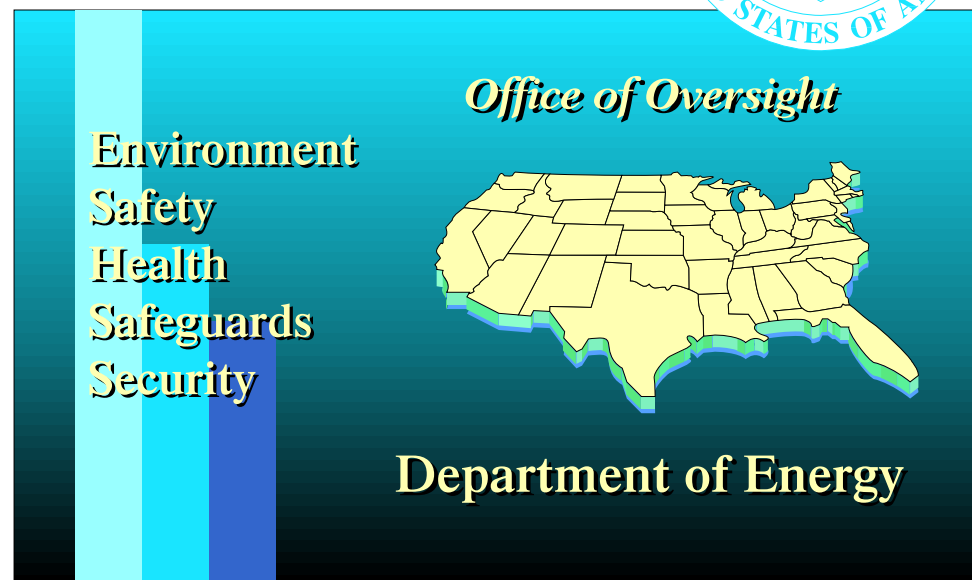 STATES OF
Office of Oversight
Environment
Safety
Health
Safeguards
Security
Department of Energy